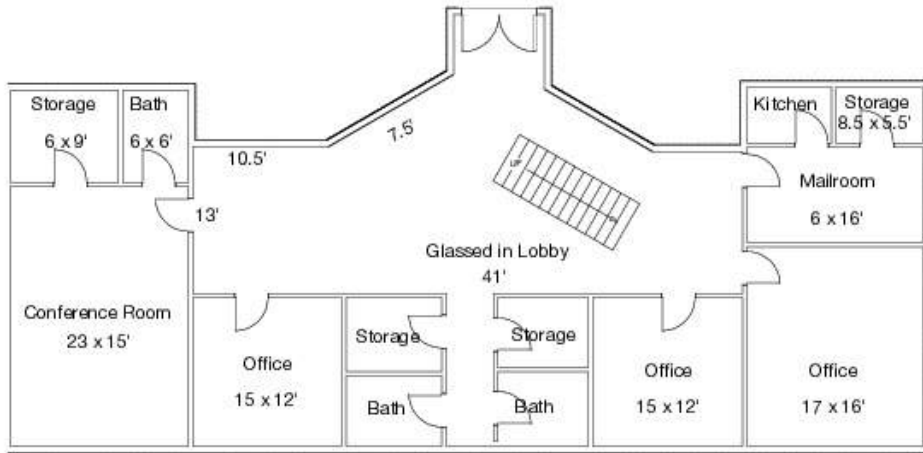 Storage
6 x 9'
Bath
6 x 6'
10.5'
7.5'
13'
UP
Kitchen
Storage
8.5 x 5.5'
Mailroom
6 x 16'
Glassed in Lobby
41'
Conference Room
23 x 15'
Office
15 x 12'
Storage
Bath
Storage
Bath
Office
15 x 12'
Office
17 x 16'